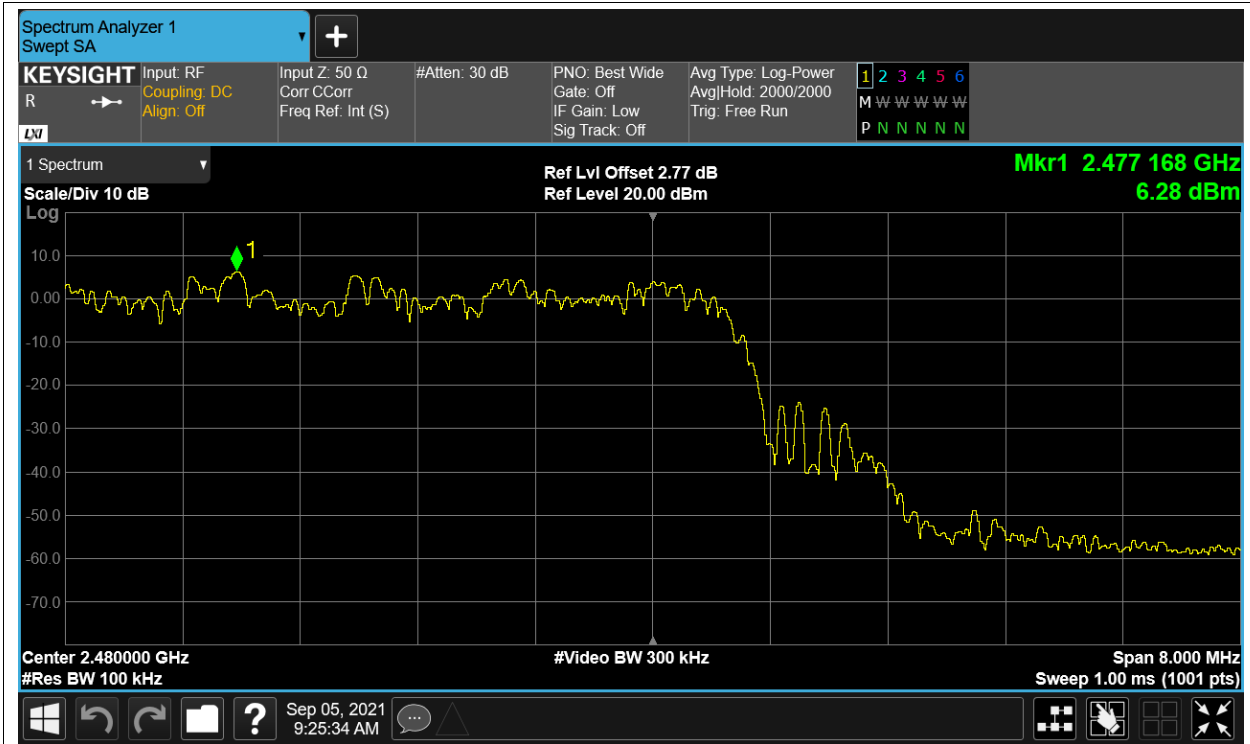 Spectrum Analyzer 1
Swept SA
KEYSIGHT
R
LXI
Input: RF
Coupling: DC
Align: Off
Input Z: 50 Ω
Corr CCorr
Freq Ref: Int (S)
#Atten: 30 dB
PNO: Best Wide
Gate: Off
IF Gain: Low
Sig Track: Off
Avg Type: Log-Power
Avg|Hold: 2000/2000
Trig: Free Run
1 2 3 4 5 6
M W W W W W
P N N N N N
1 Spectrum
Scale/Div 10 dB
Log
Ref Lvl Offset 2.77 dB
Ref Level 20.00 dBm
Mkr1 2.477 168 GHz
6.28 dBm
1
10.0
0.00
-10.0
-20.0
-30.0
-40.0
-50.0
-60.0
-70.0
Center 2.480000 GHz
#Res BW 100 kHz
#Video BW 300 kHz
Span 8.000 MHz
Sweep 1.00 ms (1001 pts)
?
Sep 05, 2021
9:25:34 AM